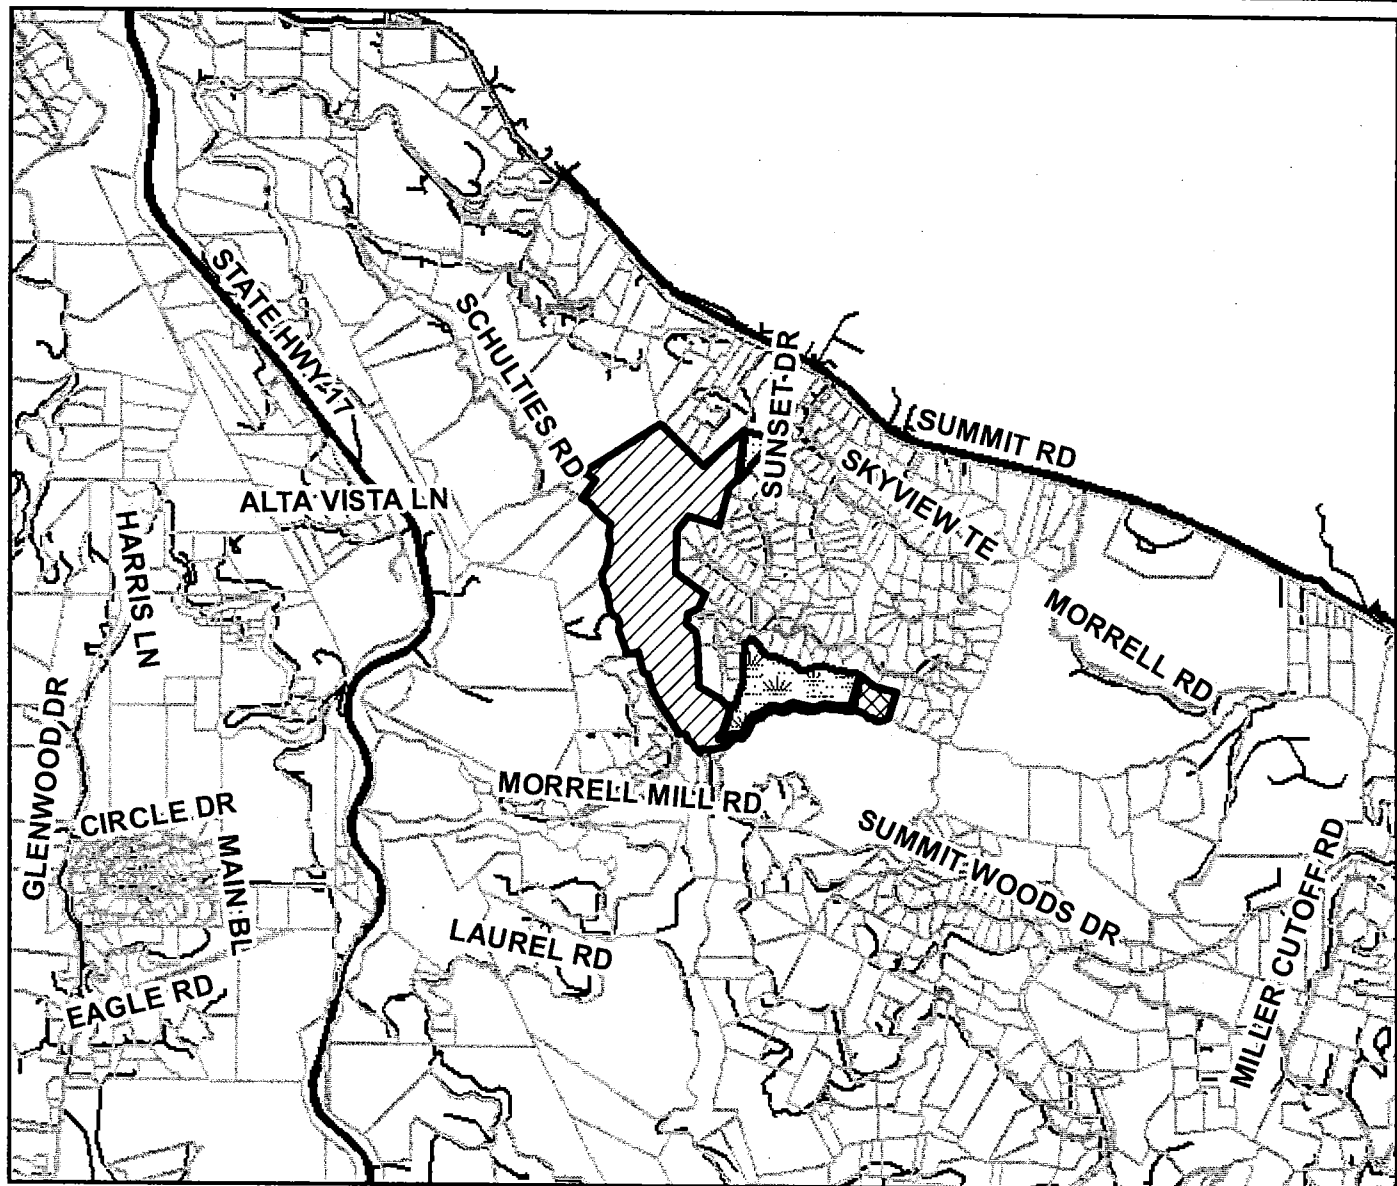 STATE HWY 17
SCHULTIES RD
SUNSET DR
SUMMIT RD
SKYVIEW TE
ALTA VISTA LN
HARRIS LN
MORRELL RD
GLENWOOD DR
MORRELL MILL RD
CIRCLE DR
MAIN BL
SUMMIT WOODS DR
MILLER CUTOFF RD
LAUREL RD
EAGLE RD